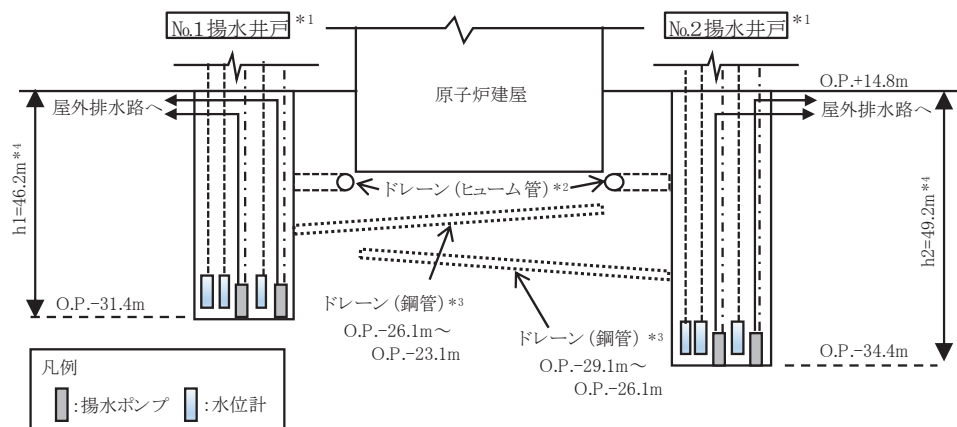 №1揚水井戸*1
№2揚水井戸*1
O.P.+14.8m
屋外排水路へ
原子炉建屋
屋外排水路へ
h1=46.2m*4
ドレーン(ヒューム管)*2
h2=49.2m*4
O.P.-31.4m
ドレーン(鋼管)*3
O.P.-26.1m~
O.P.-23.1m
ドレーン(鋼管)*3
O.P.-29.1m~
O.P.-26.1m
O.P.-34.4m
凡例
:揚水ポンプ
:水位計